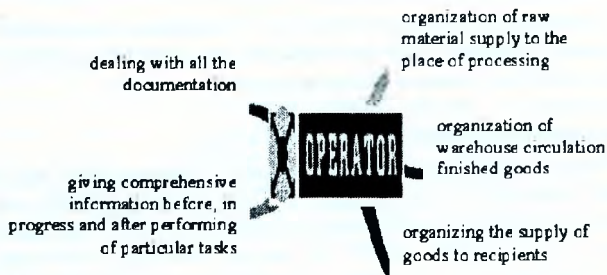 organization of raw
material supply to the
place of processing
dealing with all the
documentation
OPERATOR
organization of
warehouse circulation
finished goods
giving comprehensive
information before, in
progress and after performing
of particular tasks
organizing the supply of
goods to recipients